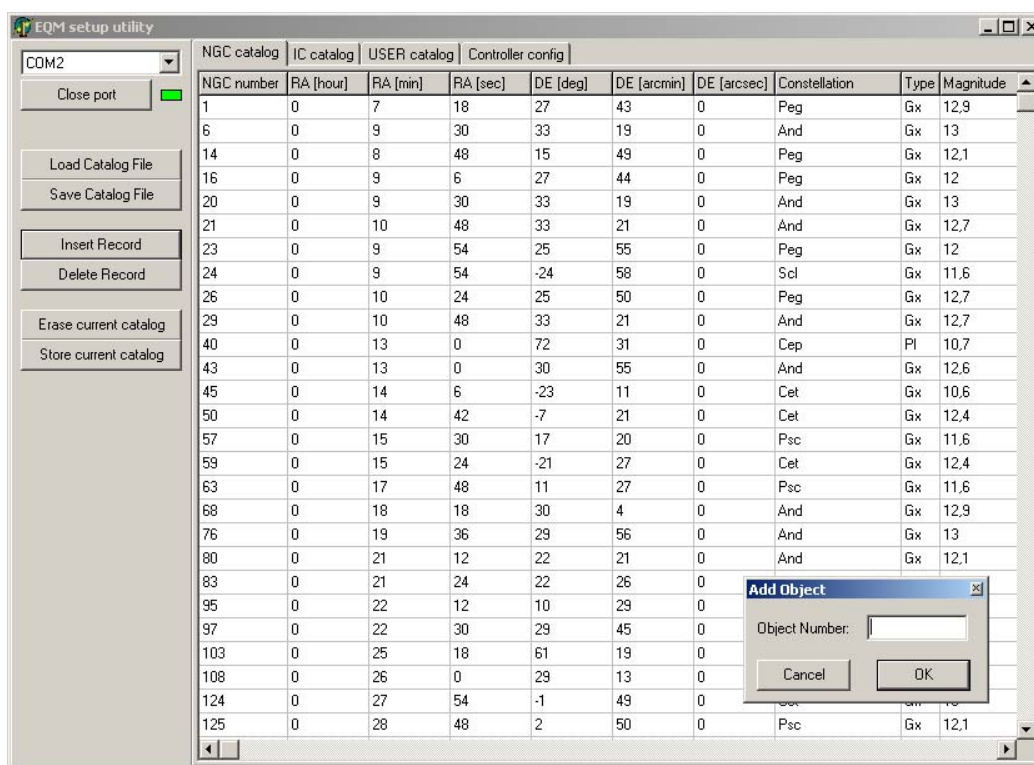 EQM setup utility
COM2
Close port
Load Catalog File
Save Catalog File
Insert Record
Delete Record
Erase current catalog
Store current catalog
NGC catalog IC catalog USER catalog Controller config
NGC number RA [hour] RA [min] RA [sec] DE [deg] DE [arcmin] DE [arcsec] Constellation Type Magnitude
1 0 7 18 27 43 0 Peg Gx 12,9
6 0 9 30 33 19 0 And Gx 13
14 0 8 48 15 49 0 Peg Gx 12,1
16 0 9 6 27 44 0 Peg Gx 12
20 0 9 30 33 19 0 And Gx 13
21 0 10 48 33 21 0 And Gx 12,7
23 0 9 54 25 55 0 Peg Gx 12
24 0 9 54 -24 58 0 Scl Gx 11,6
26 0 10 24 25 50 0 Peg Gx 12,7
29 0 10 48 33 21 0 And Gx 12,7
40 0 13 0 72 31 0 Cep Pl 10,7
43 0 13 0 30 55 0 And Gx 12,6
45 0 14 6 -23 11 0 Cet Gx 10,6
50 0 14 42 -7 21 0 Cet Gx 12,4
57 0 15 30 17 20 0 Psc Gx 11,6
59 0 15 24 -21 27 0 Cet Gx 12,4
63 0 17 48 11 27 0 Psc Gx 11,6
68 0 18 18 30 4 0 And Gx 12,9
76 0 19 36 29 56 0 And Gx 13
80 0 21 12 22 21 0 And Gx 12,1
83 0 21 24 22 26 0
95 0 22 12 10 29 0
97 0 22 30 29 45 0
103 0 25 18 61 19 0
108 0 26 0 29 13 0
124 0 27 54 -1 49 0
125 0 28 48 2 50 0 Psc Gx 12,1
Add Object
Object Number:
Cancel OK